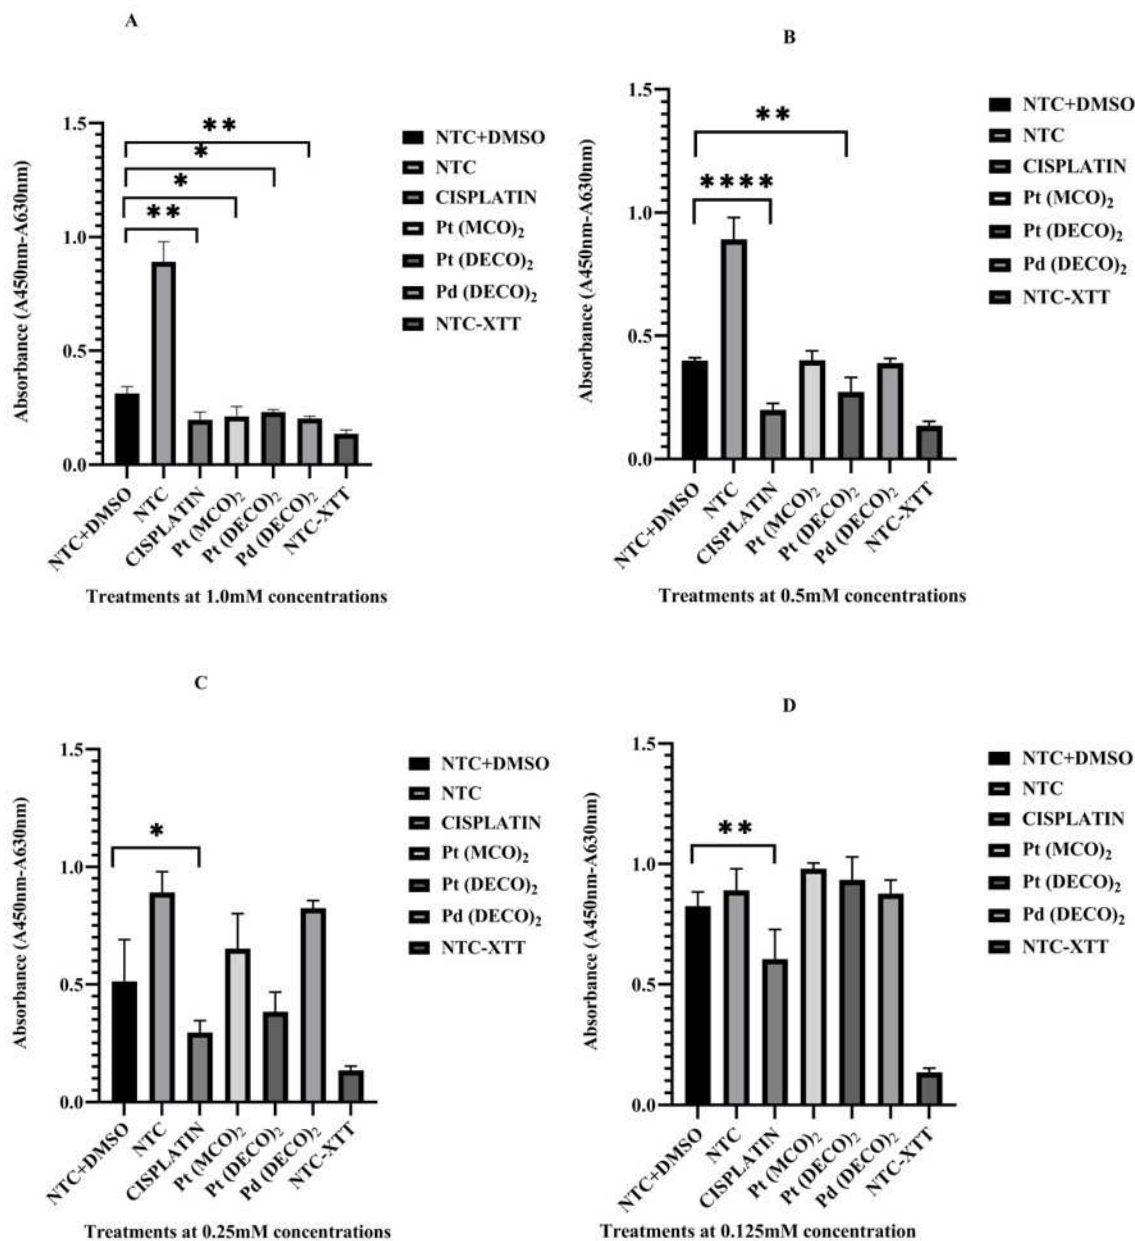 A
1.5
1.0
0.5
0.0
Absorbance (A450nm-A630nm)
**
*
*
**
NTC+DMSO
NTC
CISPLATIN
Pt (MCO)2
Pt (DECO)2
Pd (DECO)2
NTC-XTT
NTC+DMSO
NTC
CISPLATIN
Pt (MCO)2
Pt (DECO)2
Pd (DECO)2
NTC-XTT
Treatments at 1.0mM concentrations
B
1.5
1.0
0.5
0.0
Absorbance (A450nm-A630nm)
**
****
NTC+DMSO
NTC
CISPLATIN
Pt (MCO)2
Pt (DECO)2
Pd (DECO)2
NTC-XTT
NTC+DMSO
NTC
CISPLATIN
Pt (MCO)2
Pt (DECO)2
Pd (DECO)2
NTC-XTT
Treatments at 0.5mM concentrations
C
1.5
1.0
0.5
0.0
Absorbance (A450nm-A630nm)
*
NTC+DMSO
NTC
CISPLATIN
Pt (MCO)2
Pt (DECO)2
Pd (DECO)2
NTC-XTT
NTC+DMSO
NTC
CISPLATIN
Pt (MCO)2
Pt (DECO)2
Pd (DECO)2
NTC-XTT
Treatments at 0.25mM concentrations
D
1.5
1.0
0.5
0.0
Absorbance (A450nm-A630nm)
**
NTC+DMSO
NTC
CISPLATIN
Pt (MCO)2
Pt (DECO)2
Pd (DECO)2
NTC-XTT
NTC+DMSO
NTC
CISPLATIN
Pt (MCO)2
Pt (DECO)2
Pd (DECO)2
NTC-XTT
Treatments at 0.125mM concentration